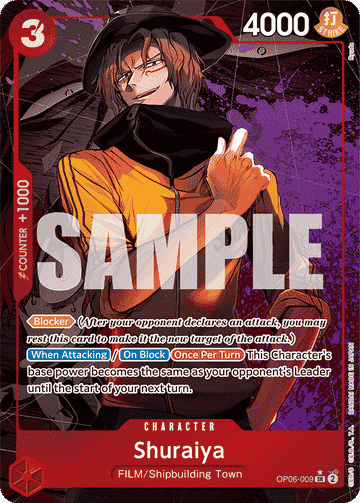 3
4000
打
STRIKE
COUNTER +1000
SAMPLE
Blocker (After your opponent declares an attack, you may
rest this card to make it the new target of the attack.)
When Attacking / On Block Once Per Turn This Character's
base power becomes the same as your opponent's Leader
until the start of your next turn.
CHARACTER
Shuraiya
FILM/Shipbuilding Town
OP06-009 SR 2